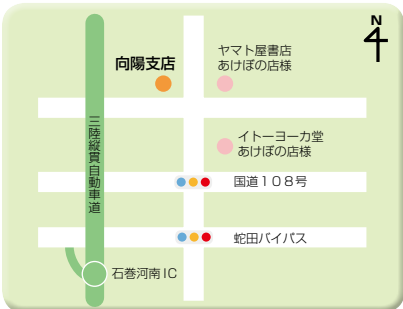 N
向陽支店
ヤマト屋書店
あけぼの店様
三陸縦貫自動車道
イトーヨーカ堂
あけぼの店様
国道108号
蛇田バイパス
石巻河南IC